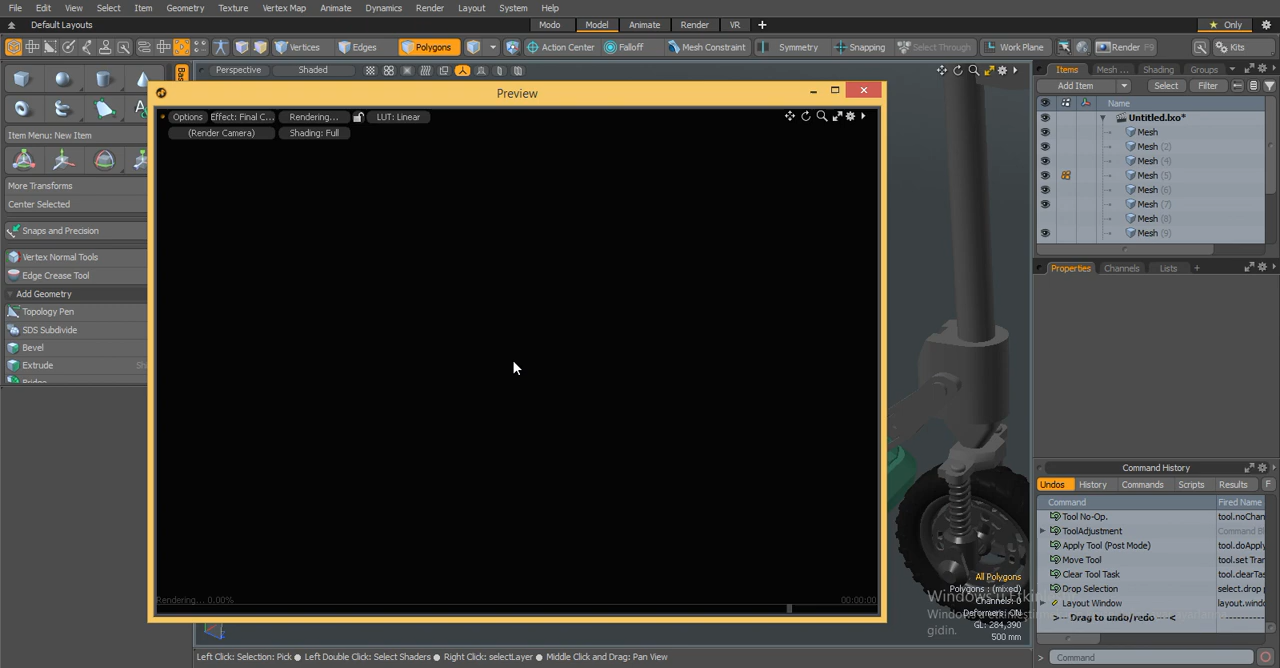 File Edit View Select Item Geometry Texture Vertex Map Animate Dynamics Render Layout System Help
Default Layouts Modo Model Animate Render VR + Only
Vertices Edges Polygons Action Center Falloff Mesh Constraint Symmetry Snapping Select Through Work Plane Render F9 Kits
Perspective Shaded Items Mesh ... Shading Groups
Add Item Select Filter
Name
Untitled.lxo*
Mesh
Mesh (2)
Mesh (4)
Mesh (5)
Mesh (6)
Mesh (7)
Mesh (8)
Mesh (9)
Item Menu: New Item
More Transforms
Center Selected
Snaps and Precision
Vertex Normal Tools
Edge Crease Tool
Add Geometry
Topology Pen
SDS Subdivide
Bevel
Extrude
Preview
Options Effect: Final C... Rendering... LUT: Linear
(Render Camera) Shading: Full
Rendering... 0.00% 00:00:00
Properties Channels Lists +
Command History
Undos History Commands Scripts Results F
Command Fired Name
Tool No-Op. tool.noChan
ToolAdjustment Command Bl
Apply Tool (Post Mode) tool.doApply
Move Tool tool.set Tran
Clear Tool Task tool.clearTas
Drop Selection select.drop p
Layout Window layout.windo
>-- Drag to undo/redo ---<
All Polygons
Polygons : (mixed)
Channels: 0
Deformers: ON
GL: 284,390
500 mm
gidin.
Left Click: Selection: Pick ● Left Double Click: Select Shaders ● Right Click: selectLayer ● Middle Click and Drag: Pan View
> Command